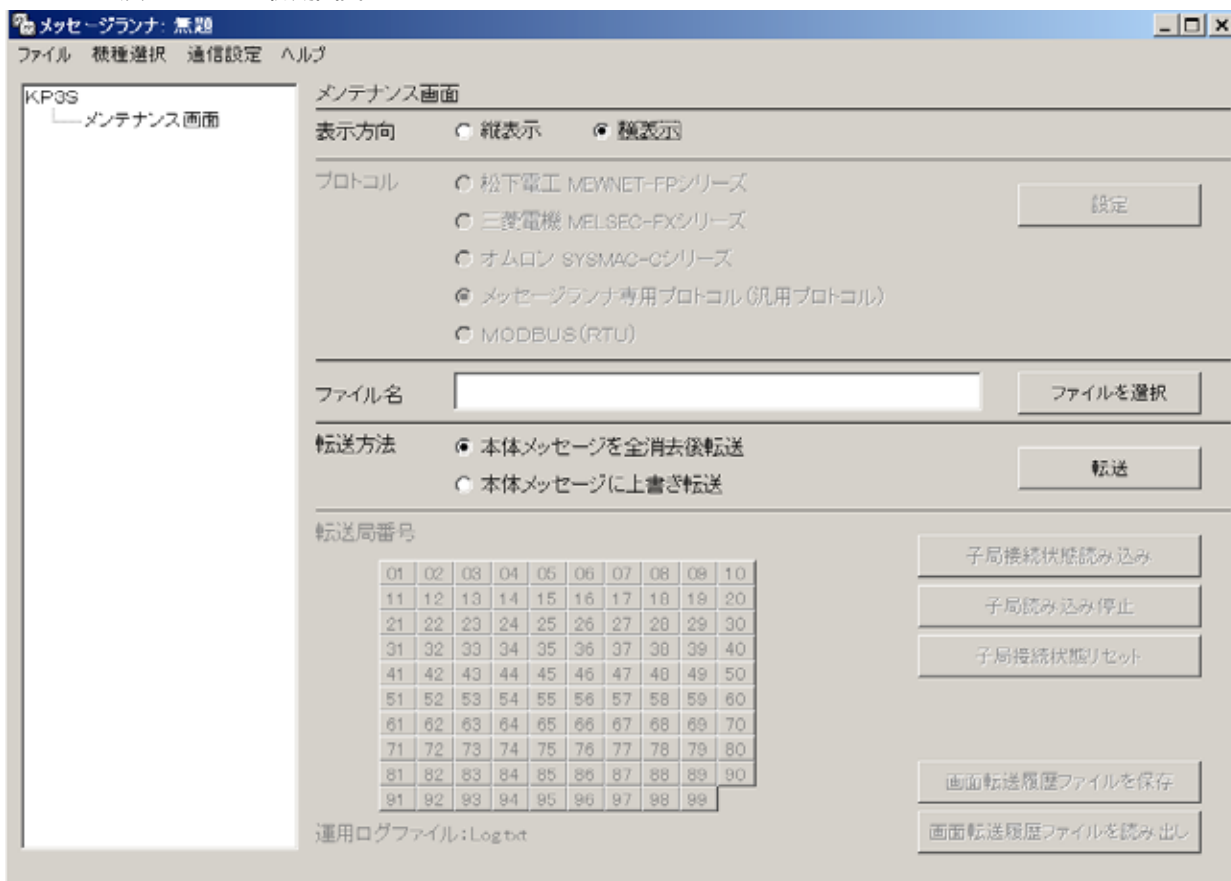 メッセージランナ: 無題
ファイル 機種選択 通信設定 ヘルプ
KP3S
メンテナンス画面
メンテナンス画面
表示方向 縦表示 横表示
プロトコル 松下電工 MEWNET-FPシリーズ
設定
三菱電機 MELSEC-FXシリーズ
オムロン SYSMAC-Cシリーズ
メッセージランナ専用プロトコル(汎用プロトコル)
MODBUS(RTU)
ファイル名 ファイルを選択
転送方法 本体メッセージを全消去後転送
転送
本体メッセージに上書き転送
転送局番号
子局接続状態読み込み
01 02 03 04 05 06 07 08 09 10
11 12 13 14 15 16 17 18 19 20
子局読み込み停止
21 22 23 24 25 26 27 28 29 30
31 32 33 34 35 36 37 38 39 40
子局接続状態リセット
41 42 43 44 45 46 47 48 49 50
51 52 53 54 55 56 57 58 59 60
61 62 63 64 65 66 67 68 69 70
71 72 73 74 75 76 77 78 79 80
81 82 83 84 85 86 87 88 89 90
画面転送履歴ファイルを保存
91 92 93 94 95 96 97 98 99
運用ログファイル:Log.txt
画面転送履歴ファイルを読み出し